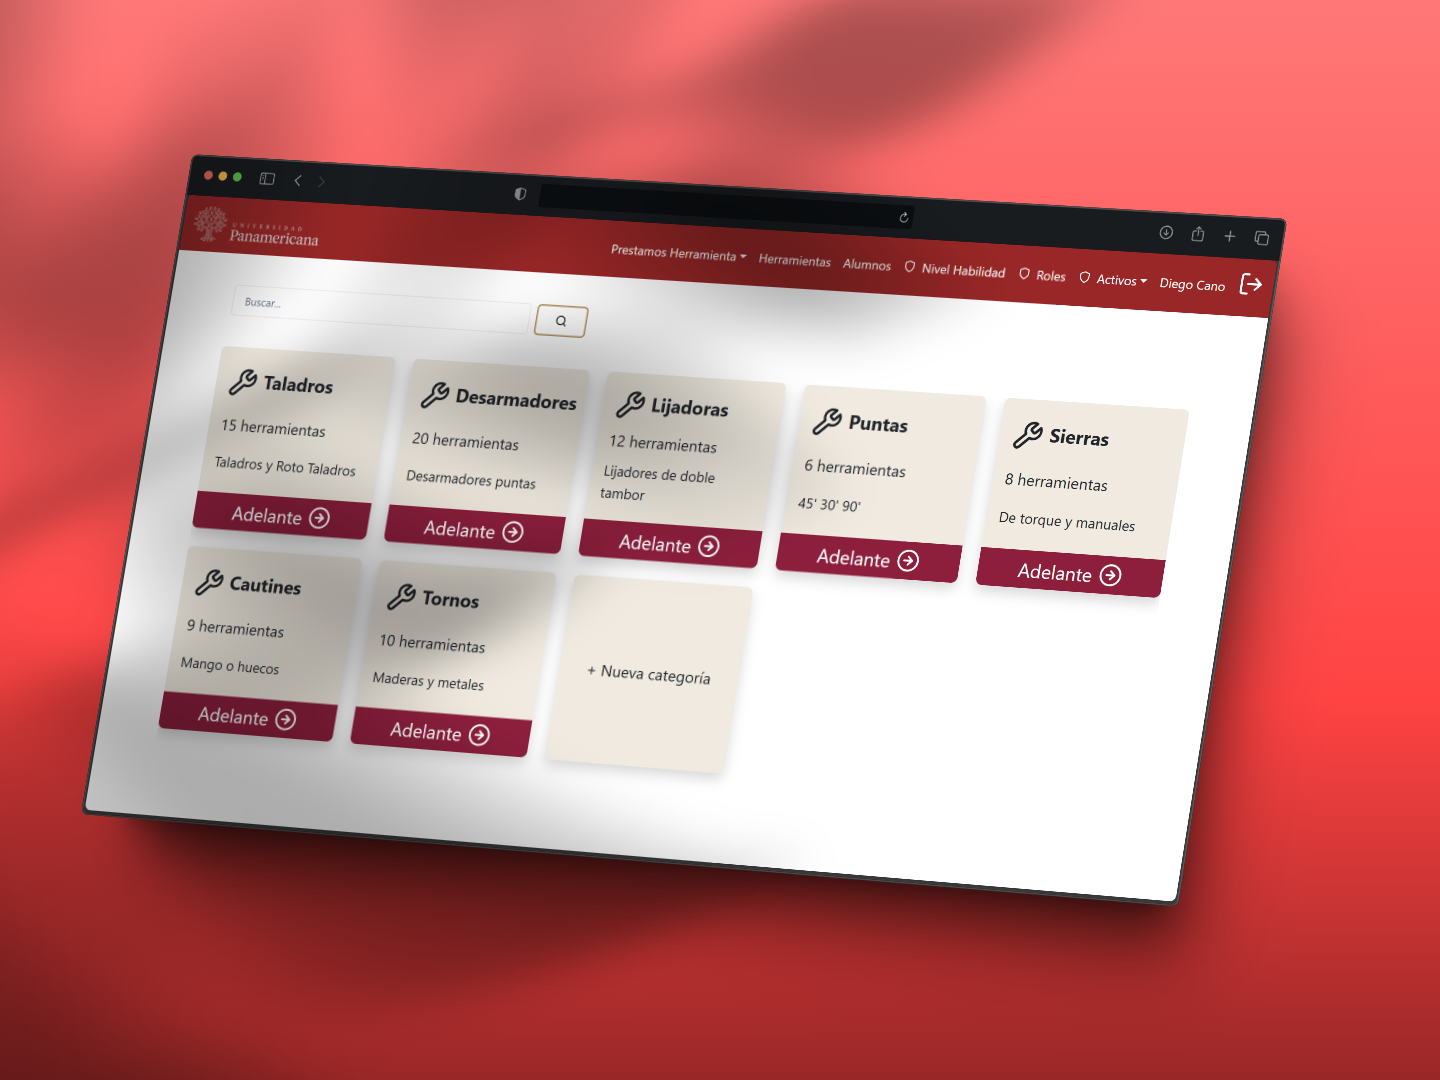 UNIVERSIDAD
Panamericana
Prestamos Herramienta
Herramientas
Alumnos
Nivel Habilidad
Roles
Activos
Diego Cano
Buscar...
Taladros
15 herramientas
Taladros y Roto Taladros
Adelante
Desarmadores
20 herramientas
Desarmadores puntas
Adelante
Lijadoras
12 herramientas
Lijadores de doble
tambor
Adelante
Puntas
6 herramientas
45' 30' 90'
Adelante
Sierras
8 herramientas
De torque y manuales
Adelante
Cautines
9 herramientas
Mango o huecos
Adelante
Tornos
10 herramientas
Maderas y metales
Adelante
+ Nueva categoría